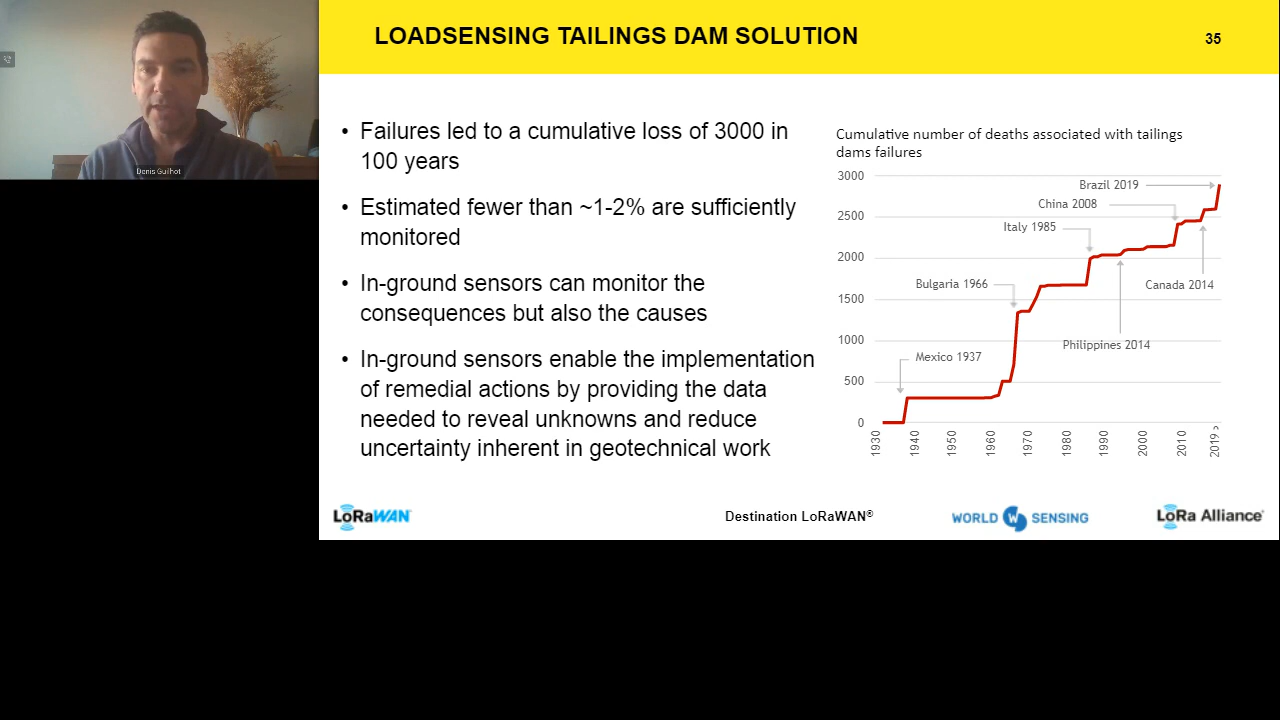 LOADSENSING TAILINGS DAM SOLUTION
35
Denis Guilhot
• Failures led to a cumulative loss of 3000 in
100 years
• Estimated fewer than ~1-2% are sufficiently
monitored
• In-ground sensors can monitor the
consequences but also the causes
• In-ground sensors enable the implementation
of remedial actions by providing the data
needed to reveal unknowns and reduce
uncertainty inherent in geotechnical work
Cumulative number of deaths associated with tailings
dams failures
3000
2500
2000
1500
1000
500
0
Brazil 2019
China 2008
Italy 1985
Bulgaria 1966
Canada 2014
Philippines 2014
Mexico 1937
1930
1940
1950
1960
1970
1980
1990
2000
2010
2019
LoRaWAN
Destination LoRaWAN®
WORLD W SENSING
LoRa Alliance